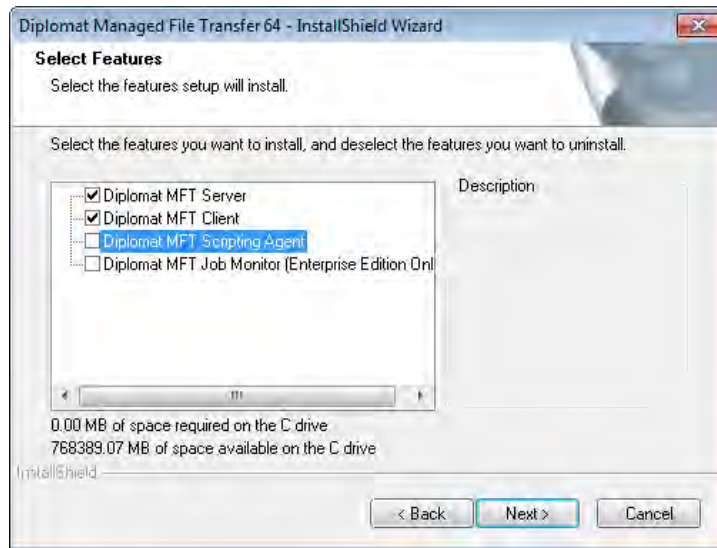 Diplomat Managed File Transfer 64 - InstallShield Wizard
Select Features
Select the features setup will install.
Select the features you want to install, and deselect the features you want to uninstall.
Diplomat MFT Server
Diplomat MFT Client
Diplomat MFT Scripting Agent
Diplomat MFT Job Monitor (Enterprise Edition Onl
Description
0.00 MB of space required on the C drive
768389.07 MB of space available on the C drive
InstallShield
< Back Next > Cancel